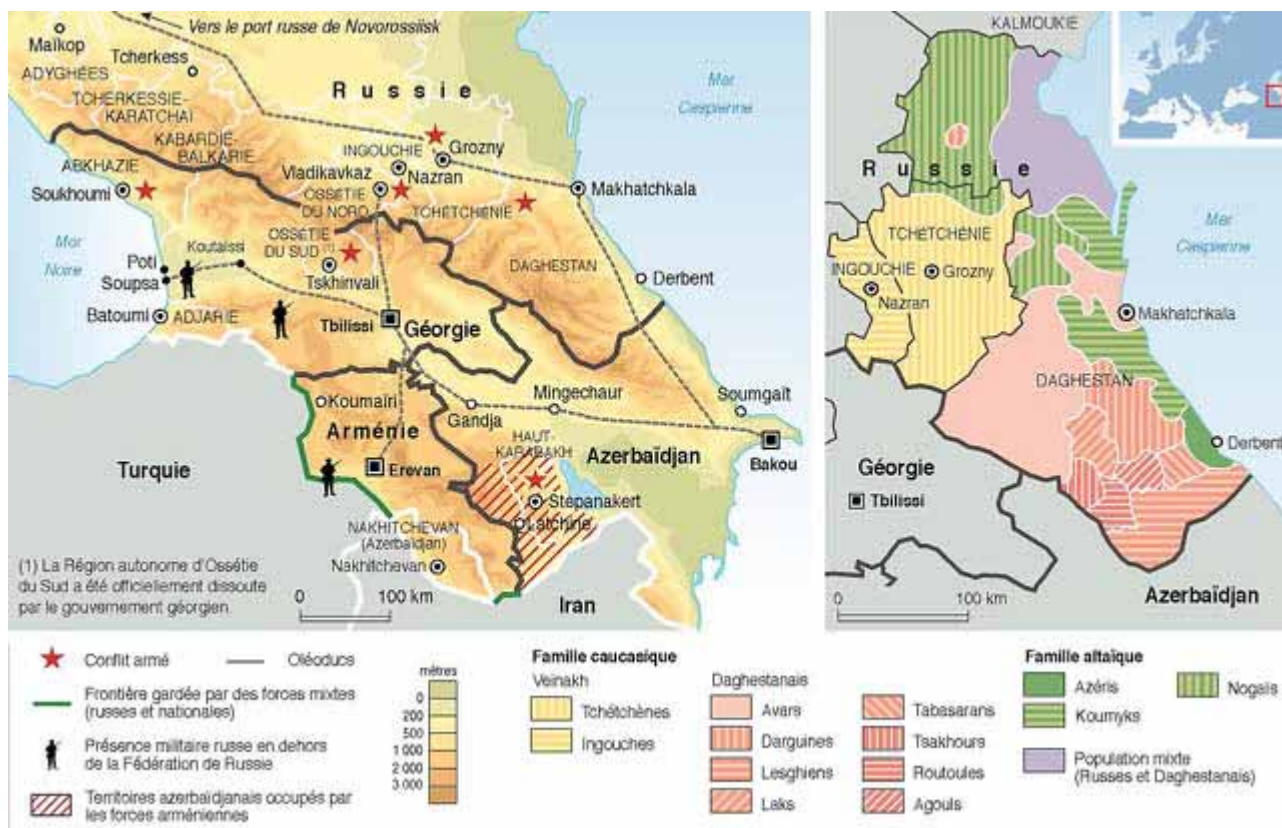 Vers le port russe de Novorossiisk
Maïkop
Tcherkess
ADYGHÉES
TCHERKESSIE-
KARATCHAÏ
Russie
Mer
Caspienne
KABARDIE-
BALKARIE
INGOUCHIE
Grozny
Nazran
Vladikavkaz
ABKHAZIE
Soukhoumi
OSSÉTIE
DU NORD
TCHÉTCHÉNIE
Makhatchkala
Mer
Noire
Koutaïssi
OSSÉTIE
DU SUD (1)
Tskhinvali
DAGHESTAN
Derbent
Poti
Soupsa
Batoumi
ADJARIE
Tbilissi
Géorgie
Koumaïri
Arménie
Erevan
Gandja
Mingechaur
Soumgaït
HAUT-
KARABAKH
Azerbaïdjan
Bakou
Turquie
Stepanakert
Latchine
NAKHITCHEVAN
(Azerbaïdjan)
Nakhitchevan
(1) La Région autonome d'Ossétie
du Sud a été officiellement dissoute
par le gouvernement géorgien.
0 100 km
Iran
KALMOUKIE
Russie
Mer
Caspienne
TCHÉTCHÉNIE
INGOUCHIE
Grozny
Nazran
Makhatchkala
DAGHESTAN
Derbent
Géorgie
Tbilissi
0 100 km
Azerbaïdjan
Conflit armé
Oléoducs
Frontière gardée par des forces mixtes
(russes et nationales)
Présence militaire russe en dehors
de la Fédération de Russie
Territoires azerbaïdjanais occupés par
les forces arméniennes
mètres
0
200
500
1 000
2 000
3 000
Famille caucasique
Veinakh
Tchétchènes
Ingouches
Daghestanais
Avars
Darguines
Lesghiens
Laks
Tabasarans
Tsakhours
Routoules
Agouls
Famille altaïque
Azéris
Koumyks
Nogaïs
Population mixte
(Russes et Daghestanais)